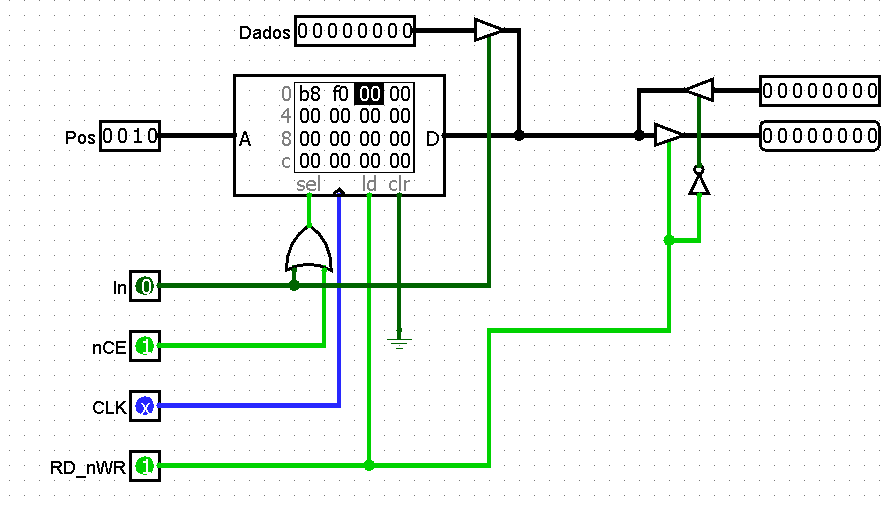 Dados 00000000
0 b8 f0 00 00
4 00 00 00 00
8 00 00 00 00
c 00 00 00 00
00000000
Pos 0010
A
D
00000000
sel ld clr
In 0
nCE 1
CLK x
RD_nWR 1